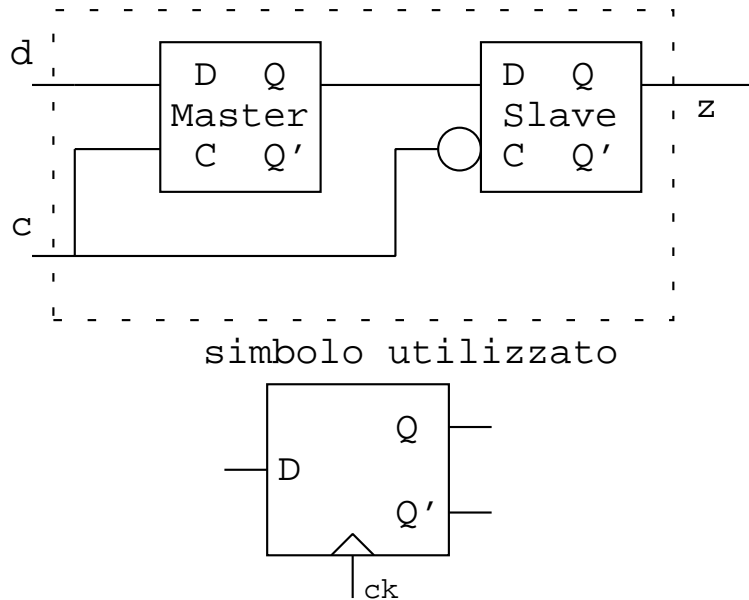 d
D Q
Master
C Q'
D Q
Slave
C Q'
z
c
simbolo utilizzato
Q
D
Q'
ck